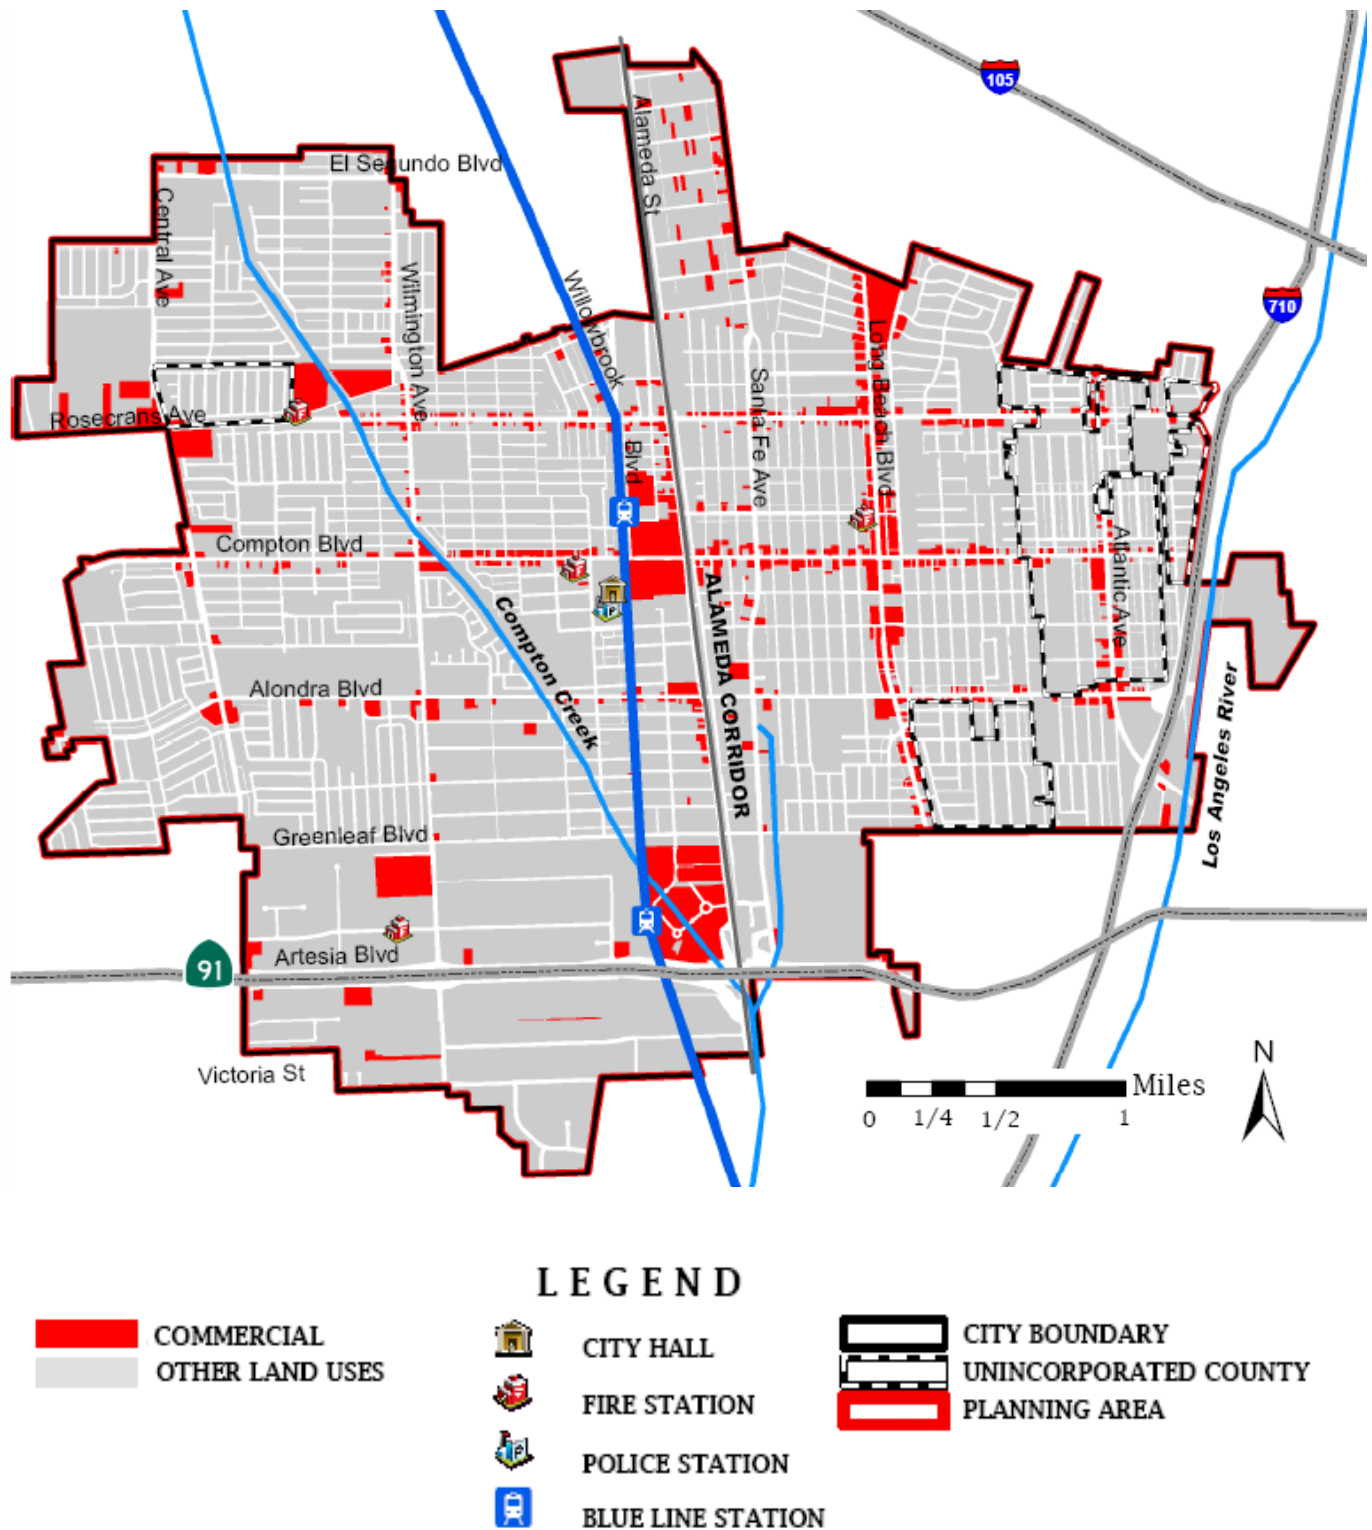 105
Alameda St
El Segundo Blvd
Central Ave
Wilmington Ave
Willowbrook
Blvd
710
Long Beach Blvd
Santa Fe Ave
Rosecrans Ave
Compton Blvd
Atlantic Ave
Compton Creek
ALAMEDA CORRIDOR
Alondra Blvd
Los Angeles River
Greenleaf Blvd
91
Artesia Blvd
Victoria St
N
Miles
0 1/4 1/2 1
LEGEND
COMMERCIAL
OTHER LAND USES
CITY HALL
FIRE STATION
POLICE STATION
BLUE LINE STATION
CITY BOUNDARY
UNINCORPORATED COUNTY
PLANNING AREA